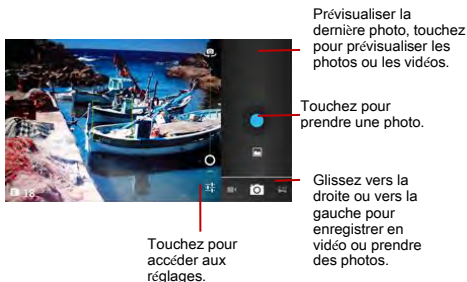 Prévisualiser la
dernière photo, touchez
pour prévisualiser les
photos ou les vidéos.
Touchez pour
prendre une photo.
Glissez vers la
droite ou vers la
gauche pour
enregistrer en
vidéo ou prendre
des photos.
Touchez pour
accéder aux
réglages.
18